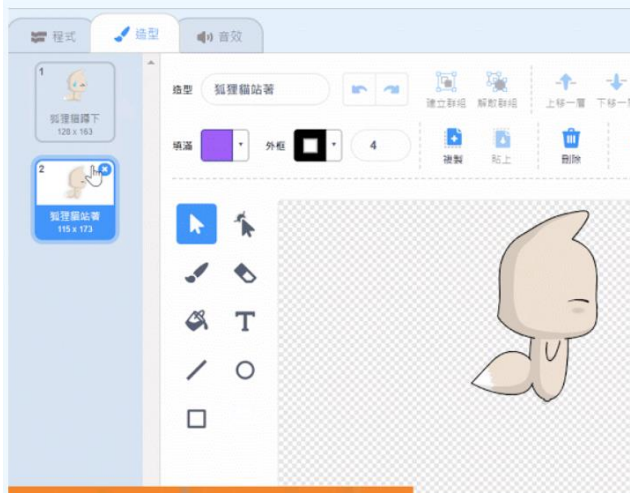 程式
造型
音效
1
狐狸貓蹲下
120 x 163
2
狐狸貓站著
115 x 173
造型
狐狸貓站著
建立群組
解散群組
上移一層
下移一層
填滿
外框
4
複製
貼上
刪除
T